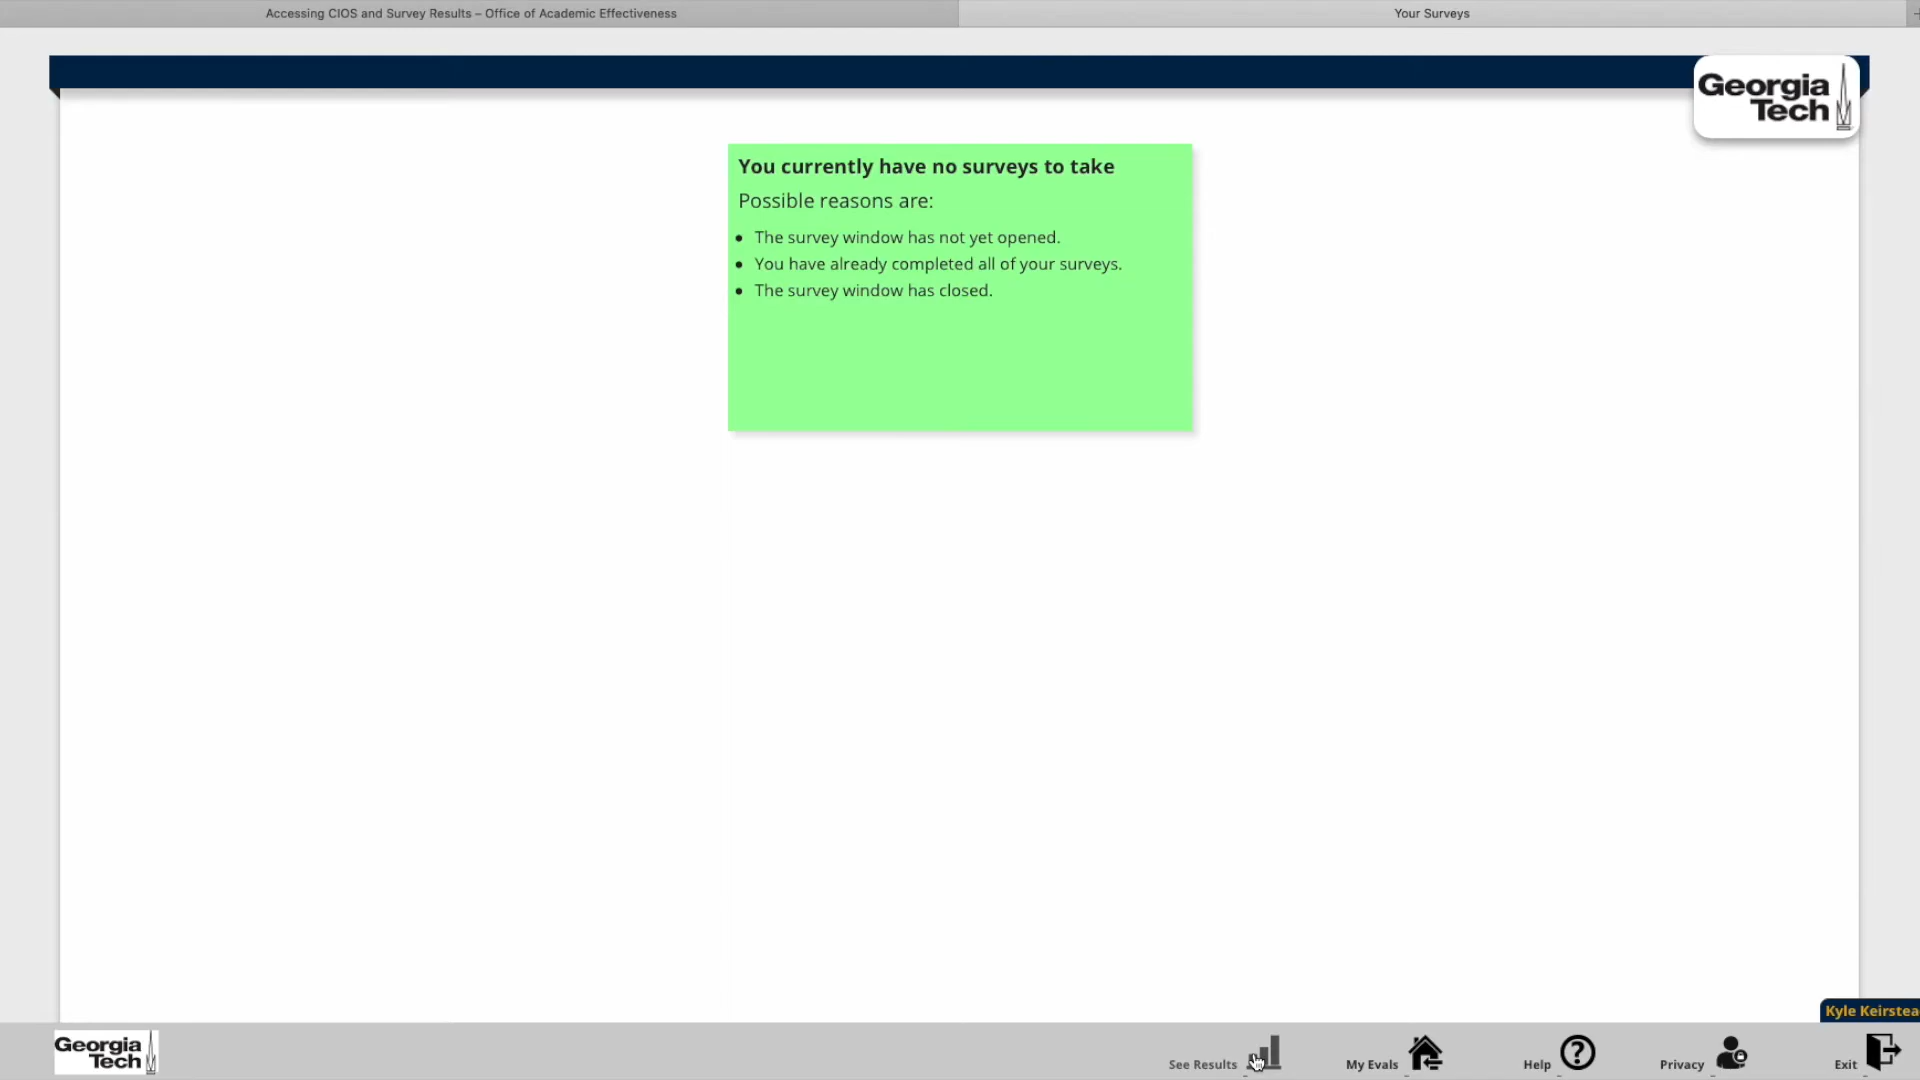 Accessing CIOS and Survey Results – Office of Academic Effectiveness
Your Surveys
Georgia
Tech
You currently have no surveys to take
Possible reasons are:
The survey window has not yet opened.
You have already completed all of your surveys.
The survey window has closed.
Kyle Keirstea
Georgia
Tech
See Results
My Evals
Help
Privacy
Exit